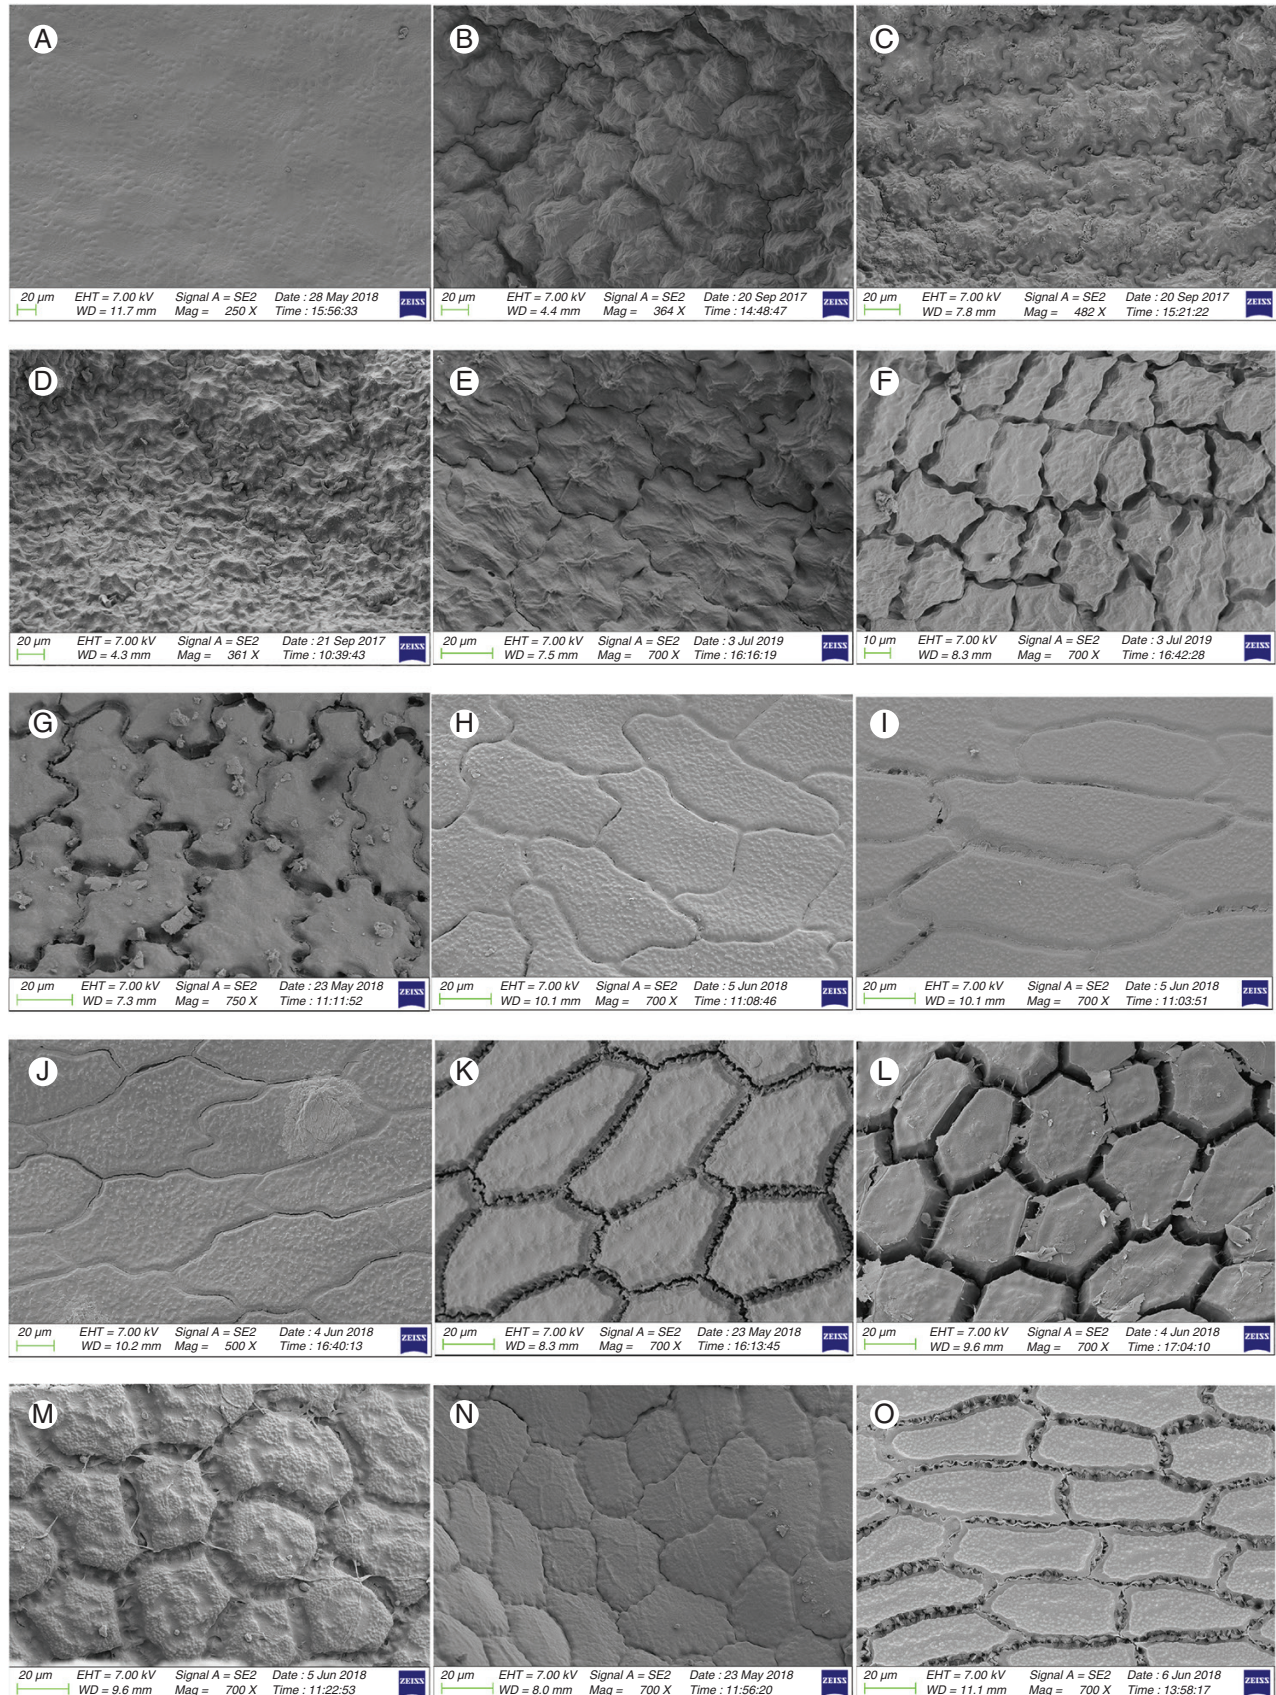 A
20 µm EHT = 7.00 kV Signal A = SE2 Date : 28 May 2018
WD = 11.7 mm Mag = 250 X Time : 15:56:33
ZEISS
B
20 µm EHT = 7.00 kV Signal A = SE2 Date : 20 Sep 2017
WD = 4.4 mm Mag = 364 X Time : 14:48:47
ZEISS
C
20 µm EHT = 7.00 kV Signal A = SE2 Date : 20 Sep 2017
WD = 7.8 mm Mag = 482 X Time : 15:21:22
ZEISS
D
20 µm EHT = 7.00 kV Signal A = SE2 Date : 21 Sep 2017
WD = 4.3 mm Mag = 361 X Time : 10:39:43
ZEISS
E
20 µm EHT = 7.00 kV Signal A = SE2 Date : 3 Jul 2019
WD = 7.5 mm Mag = 700 X Time : 16:16:19
ZEISS
F
10 µm EHT = 7.00 kV Signal A = SE2 Date : 3 Jul 2019
WD = 8.3 mm Mag = 700 X Time : 16:42:28
ZEISS
G
20 µm EHT = 7.00 kV Signal A = SE2 Date : 23 May 2018
WD = 7.3 mm Mag = 750 X Time : 11:11:52
ZEISS
H
20 µm EHT = 7.00 kV Signal A = SE2 Date : 5 Jun 2018
WD = 10.1 mm Mag = 700 X Time : 11:08:46
ZEISS
I
20 µm EHT = 7.00 kV Signal A = SE2 Date : 5 Jun 2018
WD = 10.1 mm Mag = 700 X Time : 11:03:51
ZEISS
J
20 µm EHT = 7.00 kV Signal A = SE2 Date : 4 Jun 2018
WD = 10.2 mm Mag = 500 X Time : 16:40:13
ZEISS
K
20 µm EHT = 7.00 kV Signal A = SE2 Date : 23 May 2018
WD = 8.3 mm Mag = 700 X Time : 16:13:45
ZEISS
L
20 µm EHT = 7.00 kV Signal A = SE2 Date : 4 Jun 2018
WD = 9.6 mm Mag = 700 X Time : 17:04:10
ZEISS
M
20 µm EHT = 7.00 kV Signal A = SE2 Date : 5 Jun 2018
WD = 9.6 mm Mag = 700 X Time : 11:22:53
ZEISS
N
20 µm EHT = 7.00 kV Signal A = SE2 Date : 23 May 2018
WD = 8.0 mm Mag = 700 X Time : 11:56:20
ZEISS
O
20 µm EHT = 7.00 kV Signal A = SE2 Date : 6 Jun 2018
WD = 11.1 mm Mag = 700 X Time : 13:58:17
ZEISS